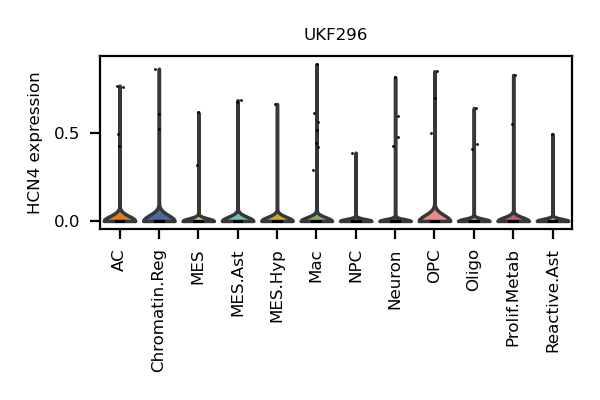 UKF296
HCN4 expression
0.5
0.0
AC
Chromatin.Reg
MES
MES.Ast
MES.Hyp
Mac
NPC
Neuron
OPC
Oligo
Prolif.Metab
Reactive.Ast